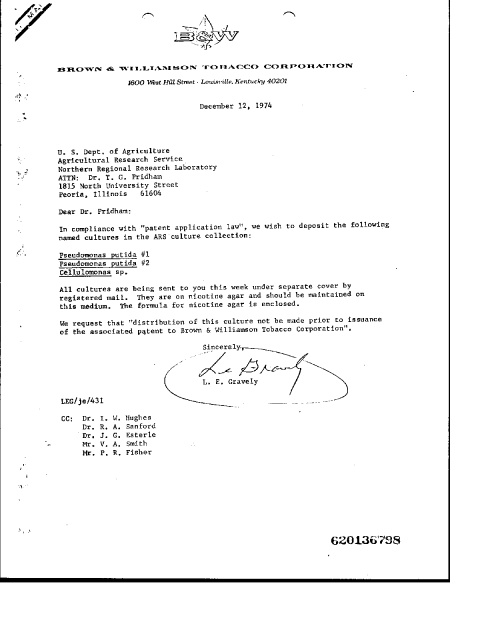 B&W
BROWN & WILLIAMSON TOBACCO CORPORATION
1600 West Hill Street · Louisville, Kentucky 40201
December 12, 1974
U. S. Dept. of Agriculture
Agricultural Research Service
Northern Regional Research Laboratory
ATTN: Dr. T. G. Pridham
1815 North University Street
Peoria, Illinois 61604
Dear Dr. Pridham:
In compliance with "patent application law", we wish to deposit the following
named cultures in the ARS culture collection:
Pseudomonas putida #1
Pseudomonas putida #2
Cellulomonas sp.
All cultures are being sent to you this week under separate cover by
registered mail. They are on nicotine agar and should be maintained on
this medium. The formula for nicotine agar is enclosed.
We request that "distribution of this culture not be made prior to issuance
of the associated patent to Brown & Williamson Tobacco Corporation".
Sincerely,
L. E. Gravely
LEG/je/431
CC: Dr. I. W. Hughes
Dr. R. A. Sanford
Dr. J. G. Esterle
Mr. V. A. Smith
Mr. P. R. Fisher
620136798